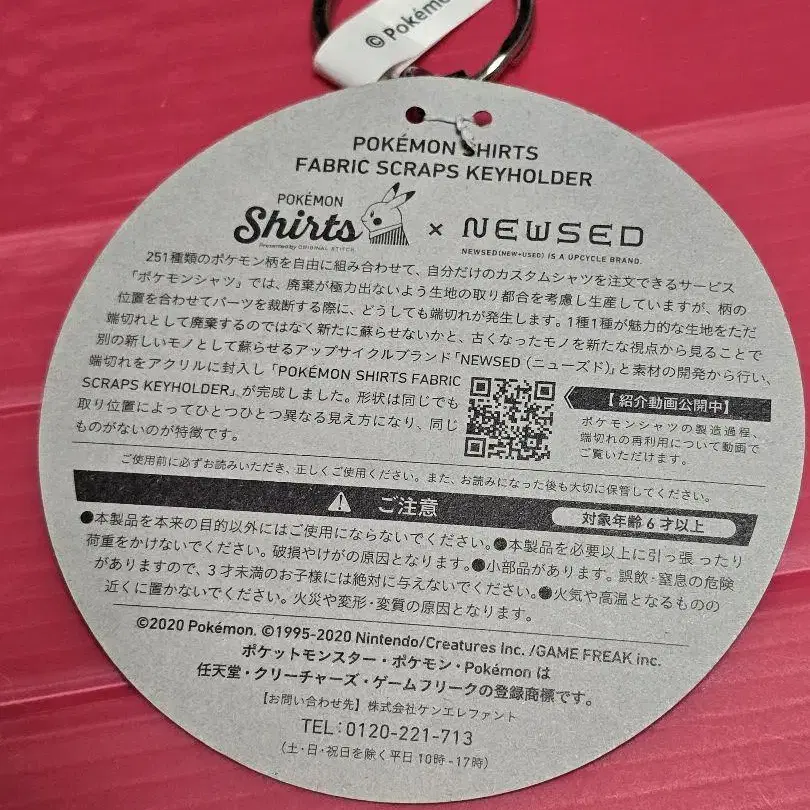 © Pokémo
POKÉMON SHIRTS
FABRIC SCRAPS KEYHOLDER
POKÉMON
Shirts
Presented by ORIGINAL STITCH
×
NEWSED
NEWSED(NEW+USED) IS A UPCYCLE BRAND.
251種類のポケモン柄を自由に組み合わせて、自分だけのカスタムシャツを注文できるサービス
「ポケモンシャツ」では、廃棄が極力出ないよう生地の取り都合を考慮し生産していますが、柄の
位置を合わせてパーツを裁断する際に、どうしても端切れが発生します。1種1種が魅力的な生地をただ
端切れとして廃棄するのではなく新たに蘇らせないかと、古くなったモノを新たな視点から見ることで
別の新しいモノとして蘇らせるアップサイクルブランド「NEWSED（ニューズド）」と素材の開発から行い、
端切れをアクリルに封入し「POKÉMON SHIRTS FABRIC
SCRAPS KEYHOLDER」が完成しました。形状は同じでも
取り位置によってひとつひとつ異なる見え方になり、同じ
ものがないのが特徴です。
【 紹介動画公開中】
ポケモンシャツの製造過程、
端切れの再利用について動画で
ご覧いただけます。
ご使用前に必ずお読みいただき、正しくご使用ください。また、お読みになった後も大切に保管してください。
ご注意
対象年齢６才以上
●本製品を本来の目的以外にはご使用にならないでください。●本製品を必要以上に引っ張ったり
荷重をかけないでください。破損やけがの原因となります。●小部品があります。誤飲・窒息の危険
がありますので、３才未満のお子様には絶対に与えないでください。●火気や高温となるものの
近くに置かないでください。火災や変形・変質の原因となります。
©2020 Pokémon. ©1995-2020 Nintendo/Creatures Inc. /GAME FREAK inc.
ポケットモンスター・ポケモン・Pokémon は
任天堂・クリーチャーズ・ゲームフリークの登録商標です。
【お問い合わせ先】株式会社ケンエレファント
TEL：0120-221-713
（土・日・祝日を除く平日 10時-17時）